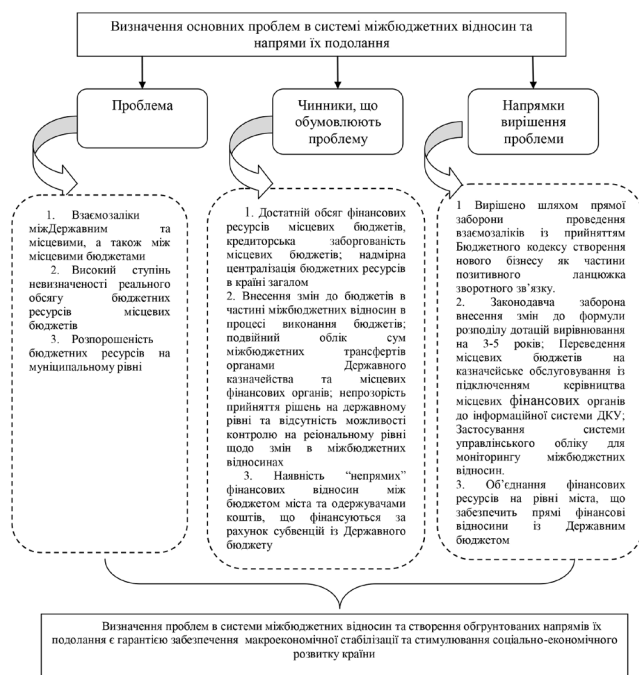 Визначення основних проблем в системі міжбюджетних відносин та
напрями їх подолання
Проблема
Чинники, що
обумовлюють
проблему
Напрямки
вирішення
проблеми
1. Взаємозаліки
міжДержавним та
місцевими, а також між
місцевими бюджетами
2. Високий ступінь
невизначеності реального
обсягу бюджетних
ресурсів місцевих
бюджетів
3. Розпорошеність
бюджетних ресурсів на
муніципальному рівні
1. Достатній обсяг фінансових
ресурсів місцевих бюджетів,
кредиторська заборгованість
місцевих бюджетів; надмірна
централізація бюджетних ресурсів
в країні загалом
2. Внесення змін до бюджетів в
частині міжбюджетних відносин в
процесі виконання бюджетів;
подвійний облік сум
міжбюджетних трансфертів
органами Державного
казначейства та місцевих
фінансових органів; непрозорість
прийняття рішень на державному
рівні та відсутність можливості
контролю на реіональному рівні
щодо змін в міжбюджетних
відносинах
3. Наявність “непрямих”
фінансових відносин між
бюджетом міста та одержувачами
коштів, що фінансуються за
рахунок субвенцій із Державного
бюджету
1 Вирішено шляхом прямої
заборони проведення
взаємозаліків із прийняттям
Бюджетного кодексу створення
нового бізнесу як частини
позитивного ланцюжка
зворотного зв’язку.
2. Законодавча заборона
внесення змін до формули
розподілу дотацій вирівнювання
на 3-5 років; Переведення
місцевих бюджетів на
казначейське обслуговування із
підключенням керівництва
місцевих фінансових органів
до інформаційної системи ДКУ;
Застосування системи
управлінського обліку для
моніторингу міжбюджетних
відносин.
3. Об’єднання фінансових
ресурсів на рівні міста, що
забезпечить прямі фінансові
відносини із Державним
бюджетом
Визначення проблем в системи міжбюджетних відносин та створення обгрунтованих напрямів їх
подолання є гарантією забезпечення макроекономічної стабілізації та стимулювання соціально-економічного
розвитку країни